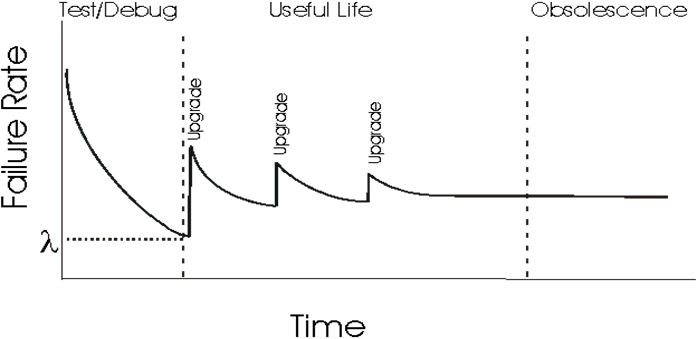 Test/Debug
Useful Life
Obsolescence
Failure Rate
Upgrade
Upgrade
Upgrade
λ
Time